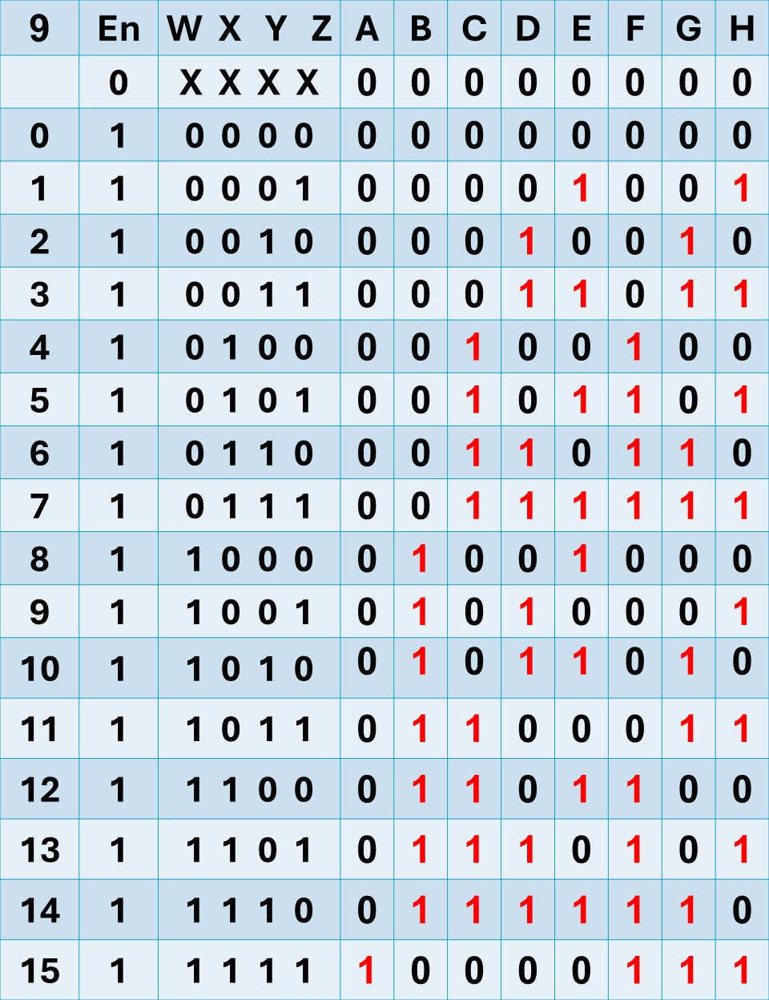 9 En W X Y Z A B C D E F G H
0 X X X X 0 0 0 0 0 0 0 0
0 1 0 0 0 0 0 0 0 0 0 0 0 0
1 1 0 0 0 1 0 0 0 0 1 0 0 1
2 1 0 0 1 0 0 0 0 1 0 0 1 0
3 1 0 0 1 1 0 0 0 1 1 0 1 1
4 1 0 1 0 0 0 0 1 0 0 1 0 0
5 1 0 1 0 1 0 0 1 0 1 1 0 1
6 1 0 1 1 0 0 0 1 1 0 1 1 0
7 1 0 1 1 1 0 0 1 1 1 1 1 1
8 1 1 0 0 0 0 1 0 0 1 0 0 0
9 1 1 0 0 1 0 1 0 1 0 0 0 1
10 1 1 0 1 0 0 1 0 1 1 0 1 0
11 1 1 0 1 1 0 1 1 0 0 0 1 1
12 1 1 1 0 0 0 1 1 0 1 1 0 0
13 1 1 1 0 1 0 1 1 1 0 1 0 1
14 1 1 1 1 0 0 1 1 1 1 1 1 0
15 1 1 1 1 1 1 0 0 0 0 1 1 1